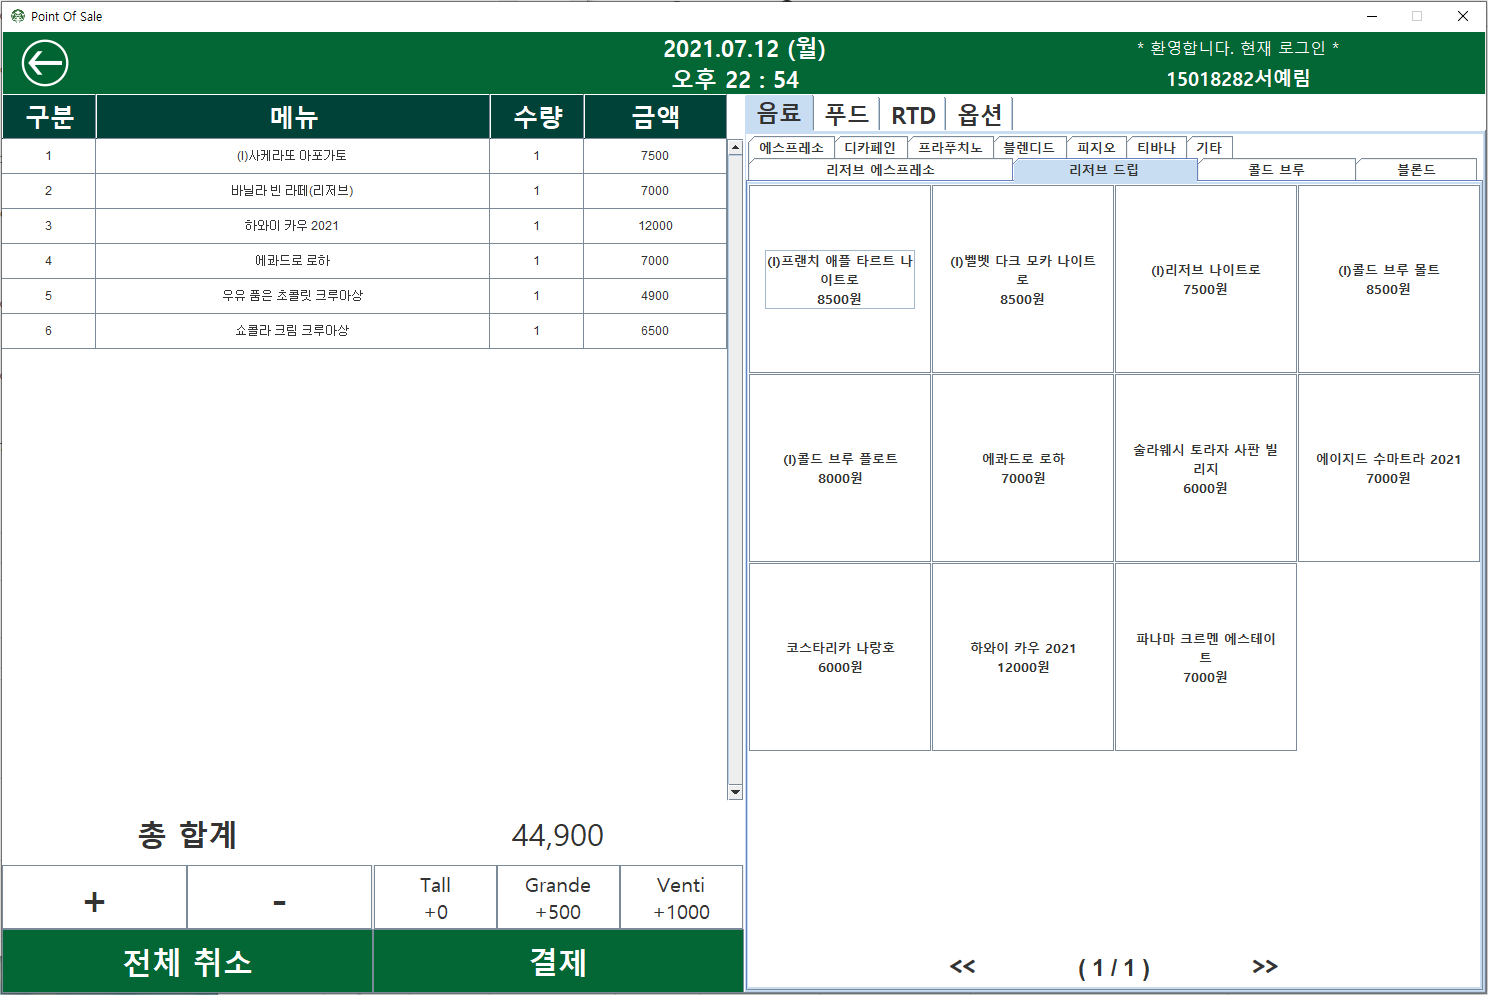 Point Of Sale
2021.07.12 (월)
오후 22 : 54
* 환영합니다. 현재 로그인 *
15018282서예림
구분 메뉴 수량 금액
1 (I)사케라또 아포가토 1 7500
2 바닐라 빈 라떼(리저브) 1 7000
3 하와이 카우 2021 1 12000
4 에콰드로 로하 1 7000
5 우유 품은 초콜릿 크루아상 1 4900
6 쇼콜라 크림 크루아상 1 6500
총 합계 44,900
+ -
Tall
+0
Grande
+500
Venti
+1000
전체 취소 결제
음료 푸드 RTD 옵션
에스프레소 디카페인 프라푸치노 블렌디드 피지오 티바나 기타
리저브 에스프레소 리저브 드립 콜드 브루 블론드
(I)프랜치 애플 타르트 나
이트로
8500원
(I)벨벳 다크 모카 나이트
로
8500원
(I)리저브 나이트로
7500원
(I)콜드 브루 몰트
8500원
(I)콜드 브루 플로트
8000원
에콰드로 로하
7000원
술라웨시 토라자 사판 빌
리지
6000원
에이지드 수마트라 2021
7000원
코스타리카 나랑호
6000원
하와이 카우 2021
12000원
파나마 크르멘 에스테이
트
7000원
<< ( 1 / 1 ) >>